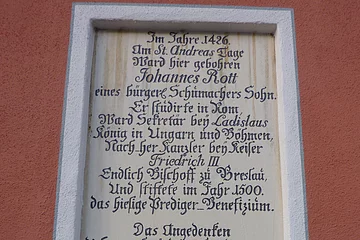 Im Jahre 1426.
Am St. Andreas Tage
Ward hier gebohren
Johannes Rott
eines bürgerl. Schumachers Sohn.
Er studirte in Rom,
Ward Sekretär beÿ Ladislaus
König in Ungarn und Böhmen,
Nach her Kanzler beÿ Keiser
Friedrich III.
Endlich Bischoff zu Breslau,
Und stiftete im Jahr 1500.
das hiesige Prediger-Benefizium.
Das Angedenken